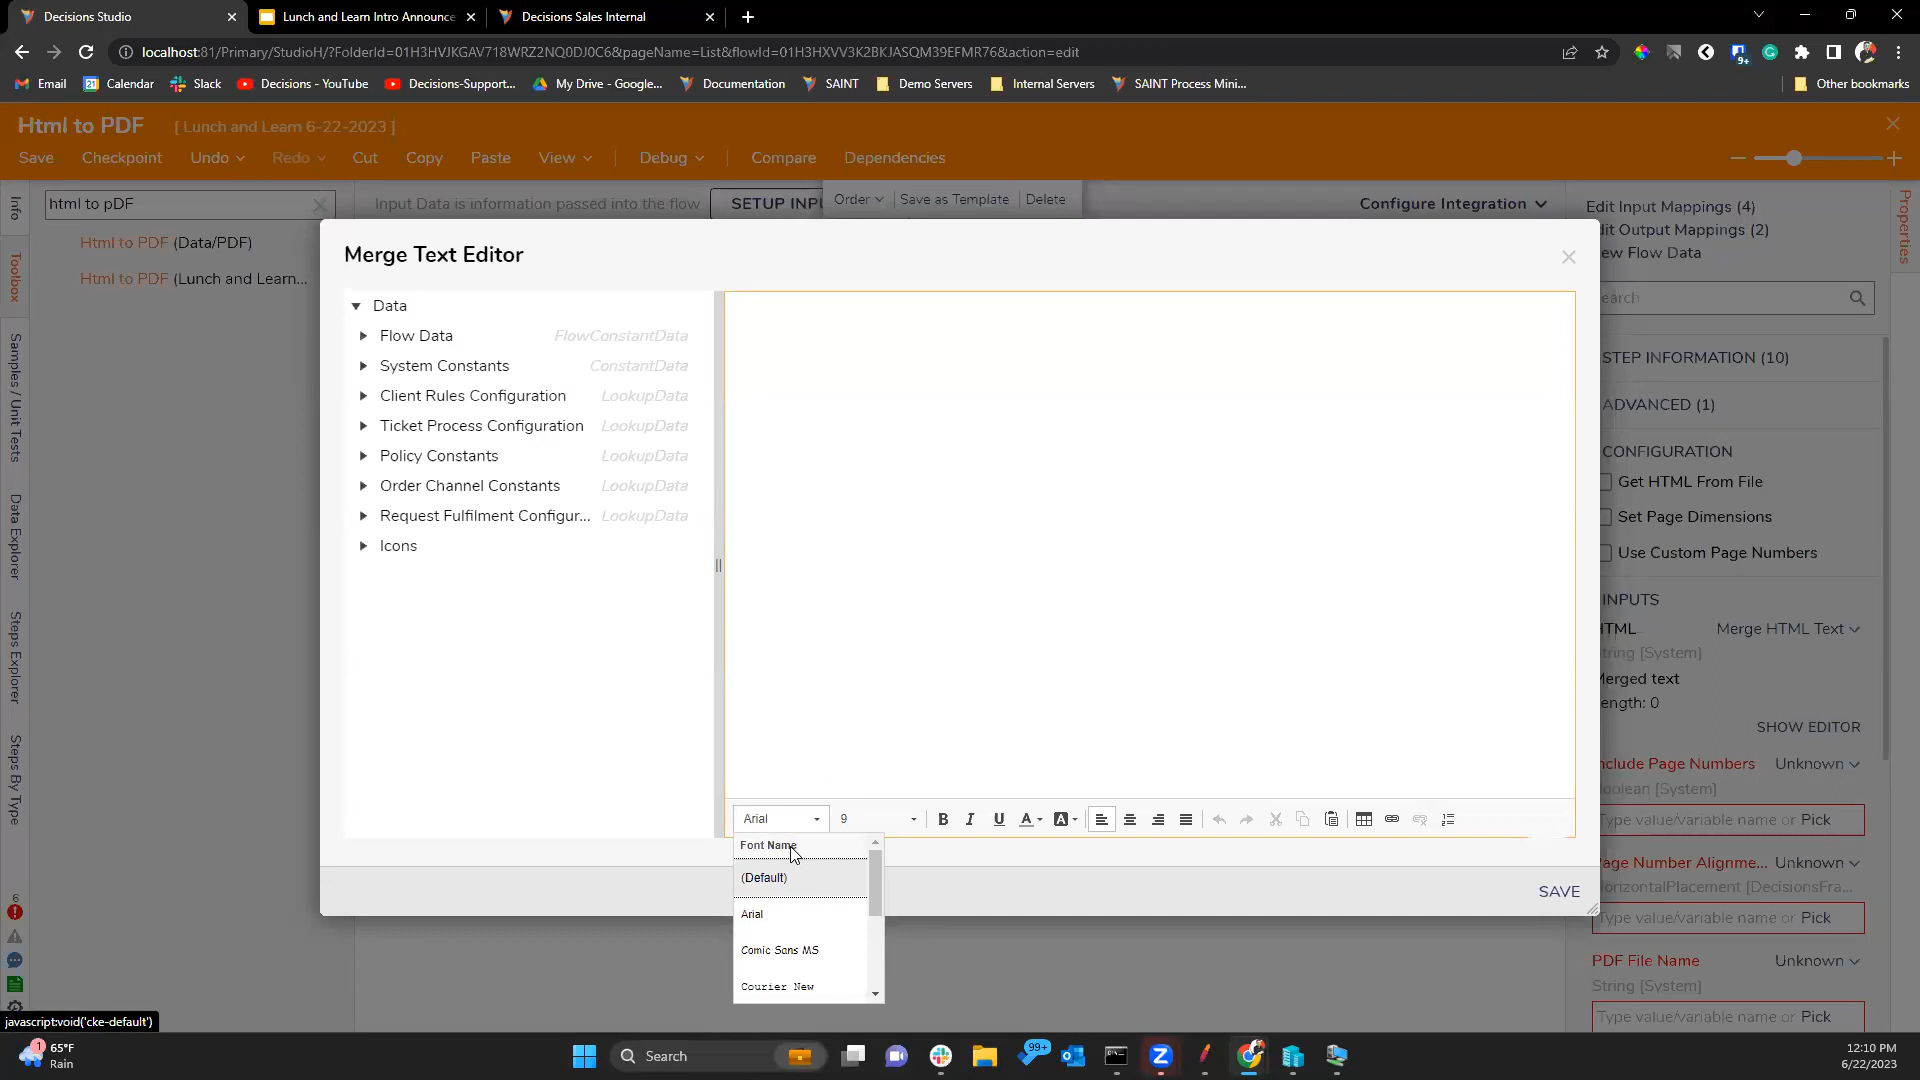 Decisions Studio
Lunch and Learn Intro Announce
Decisions Sales Internal
localhost:81/Primary/StudioH/?FolderId=01H3HVJKGAV718WRZ2NQ0DJ0C6&pageName=List&flowId=01H3HXVV3K2BKJASQM39EFMR76&action=edit
9+
Email
Calendar
Slack
Decisions - YouTube
Decisions-Support...
My Drive - Google...
Documentation
SAINT
Demo Servers
Internal Servers
SAINT Process Mini...
Other bookmarks
Html to PDF [ Lunch and Learn 6-22-2023 ]
Save Checkpoint Undo Redo Cut Copy Paste View Debug Compare Dependencies
Info
Toolbox
Samples / Unit Tests
Data Explorer
Steps Explorer
Steps By Type
6
html to pDF
Html to PDF (Data/PDF)
Html to PDF (Lunch and Learn...
Input Data is information passed into the flow
SETUP INPU
Order
Save as Template
Delete
Configure Integration
Merge Text Editor
Data
Flow Data FlowConstantData
System Constants ConstantData
Client Rules Configuration LookupData
Ticket Process Configuration LookupData
Policy Constants LookupData
Order Channel Constants LookupData
Request Fulfilment Configur... LookupData
Icons
Arial
9
B I U A A
Font Name
(Default)
Arial
Comic Sans MS
Courier New
SAVE
Properties
Edit Input Mappings (4)
dit Output Mappings (2)
ew Flow Data
earch
STEP INFORMATION (10)
ADVANCED (1)
CONFIGURATION
Get HTML From File
Set Page Dimensions
Use Custom Page Numbers
INPUTS
HTML Merge HTML Text
tring [System]
Merged text
ength: 0
SHOW EDITOR
nclude Page Numbers Unknown
oolean [System]
Type value/variable name or Pick
age Number Alignme... Unknown
orizontalPlacement [DecisionsFra...
Type value/variable name or Pick
PDF File Name Unknown
String [System]
Type value/variable name or Pick
javascript:void('cke-default')
1
65°F
Rain
Search
99+
12:10 PM
6/22/2023